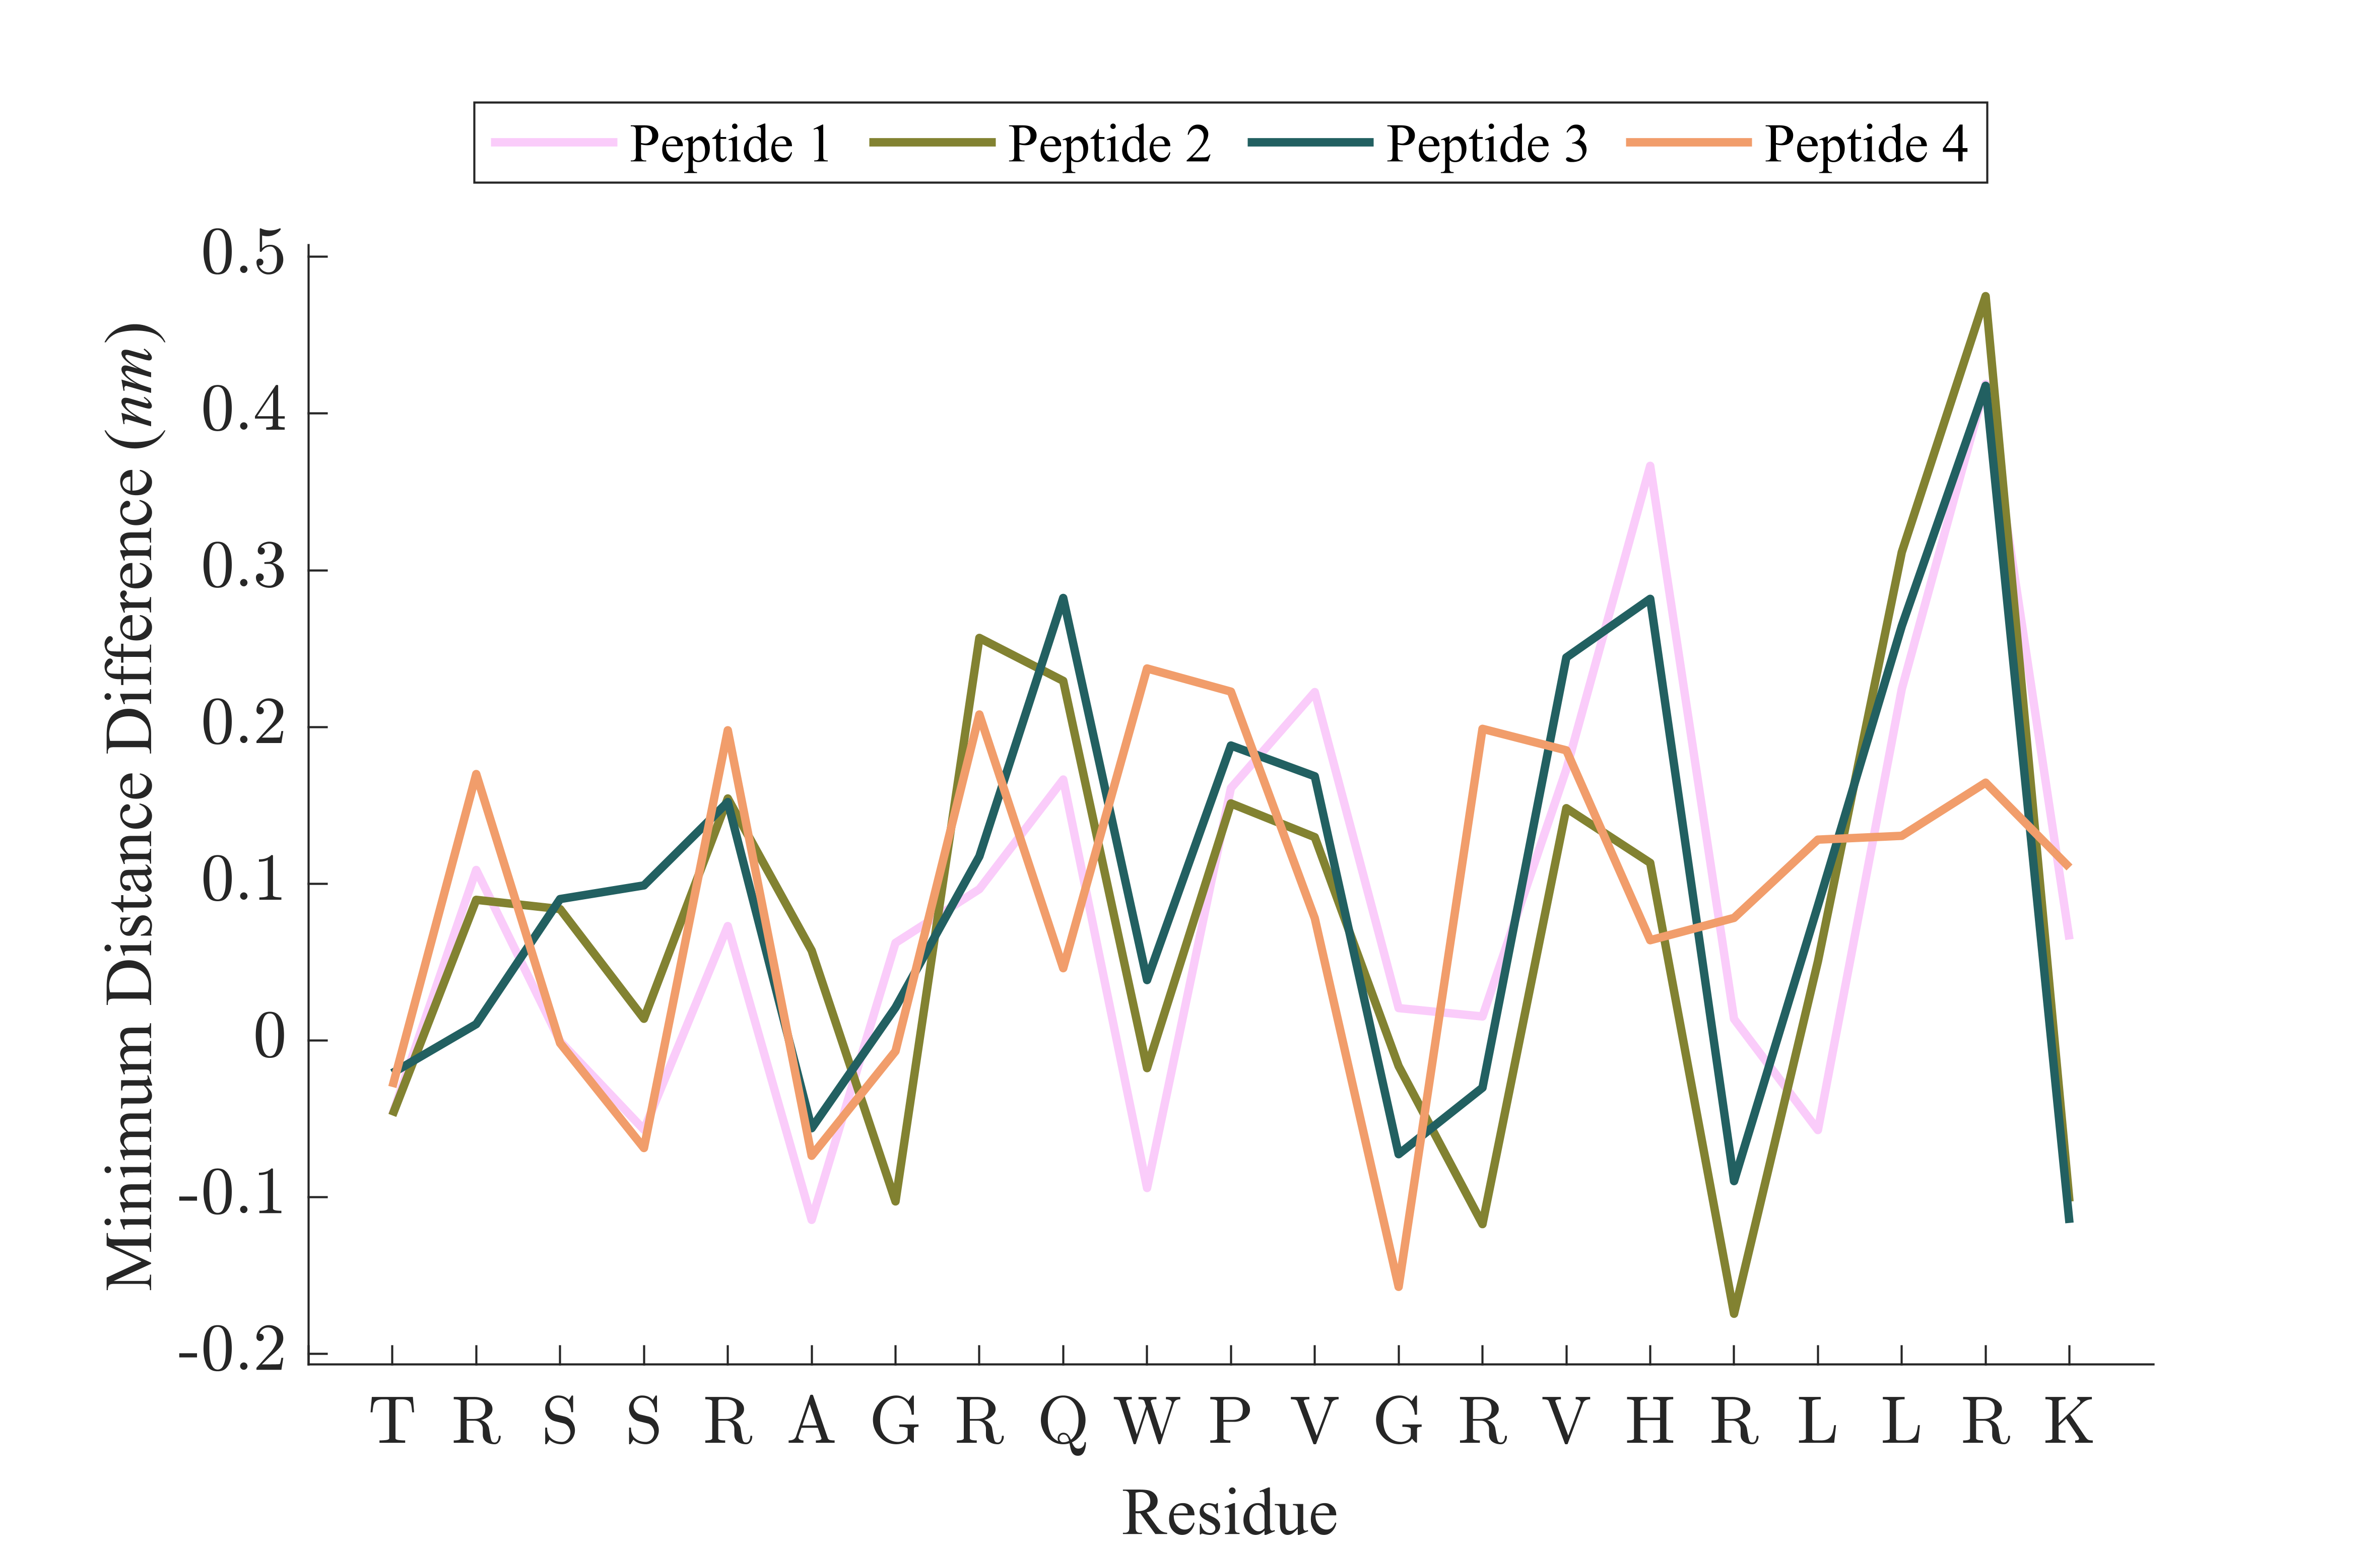 Peptide 1 Peptide 2 Peptide 3 Peptide 4
Minimum Distance Difference (nm)
0.5
0.4
0.3
0.2
0.1
0
-0.1
-0.2
T R S S R A G R Q W P V G R V H R L L R K
Residue